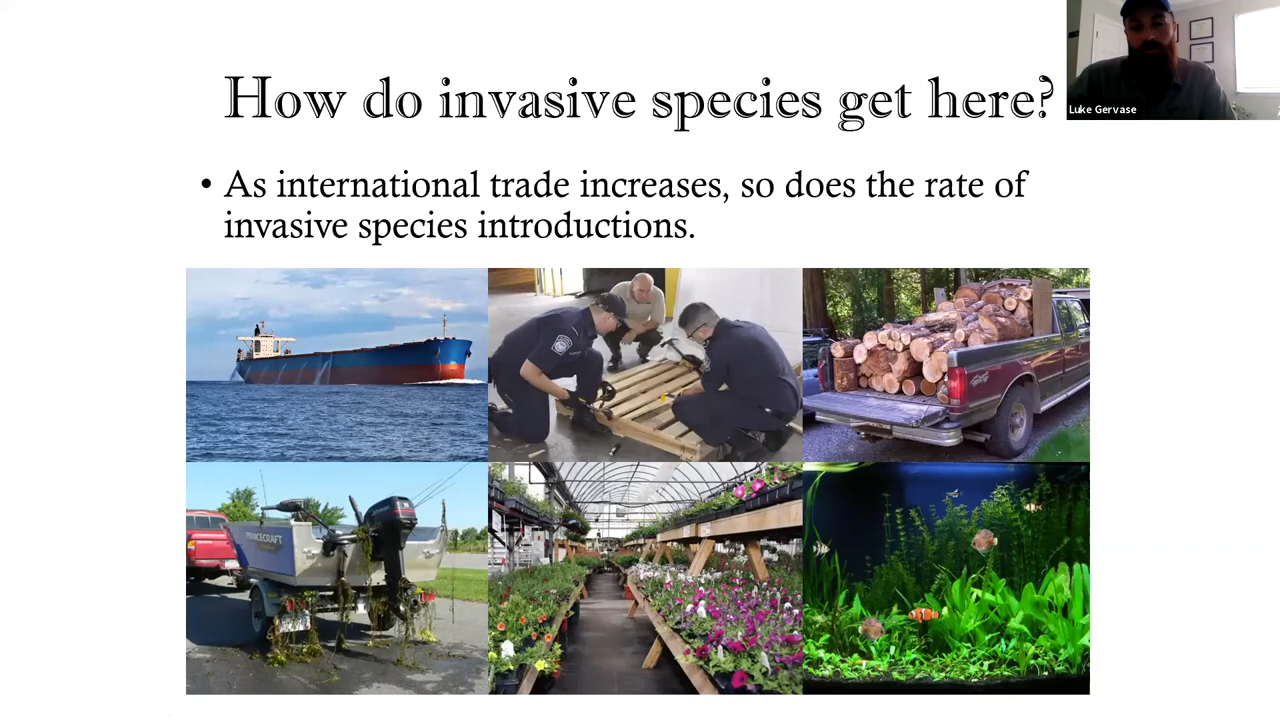 How do invasive species get here?
Luke Gervase
• As international trade increases, so does the rate of
invasive species introductions.
PRINCECRAFT